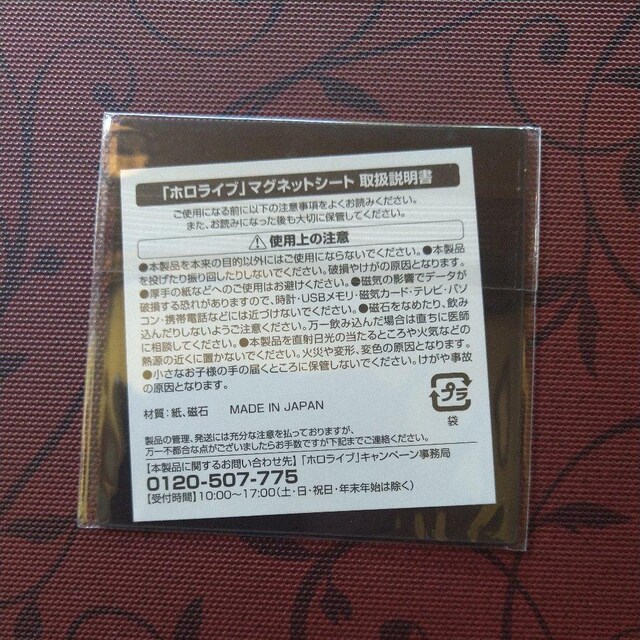 「ホロライブ」マグネットシート 取扱説明書
ご使用になる前に以下の注意事項をよくお読みください。
また、お読みになった後も大切に保管してください。
⚠使用上の注意
●本製品を本来の目的以外にはご使用にならないでください。●本製品
を投げたり振り回したりしないでください。破損やけがの原因となります。
●厚手の紙などへのご使用はお避けください。●磁気の影響でデータが
破損する恐れがありますので、時計・USBメモリ・磁気カード・テレビ・パソ
コン・携帯電話などには近づけないでください。●磁石をなめたり、飲み
込んだりしないようご注意ください。万一飲み込んだ場合は直ちに医師
に相談してください。●本製品を直射日光の当たるところや火気などの
熱源の近くに置かないでください。火災や変形、変色の原因となります。
●小さなお子様の手の届くところに保管しないでください。けがや事故
の原因となります。
材質:紙、磁石 MADE IN JAPAN
プラ
袋
製品の管理、発送には充分な注意を払っておりますが、
万一不都合な点がございましたらお手数ですが下記までご連絡ください。
【本製品に関するお問い合わせ先】「ホロライブ」キャンペーン事務局
0120-507-775
【受付時間】10:00〜17:00(土・日・祝日・年末年始は除く)